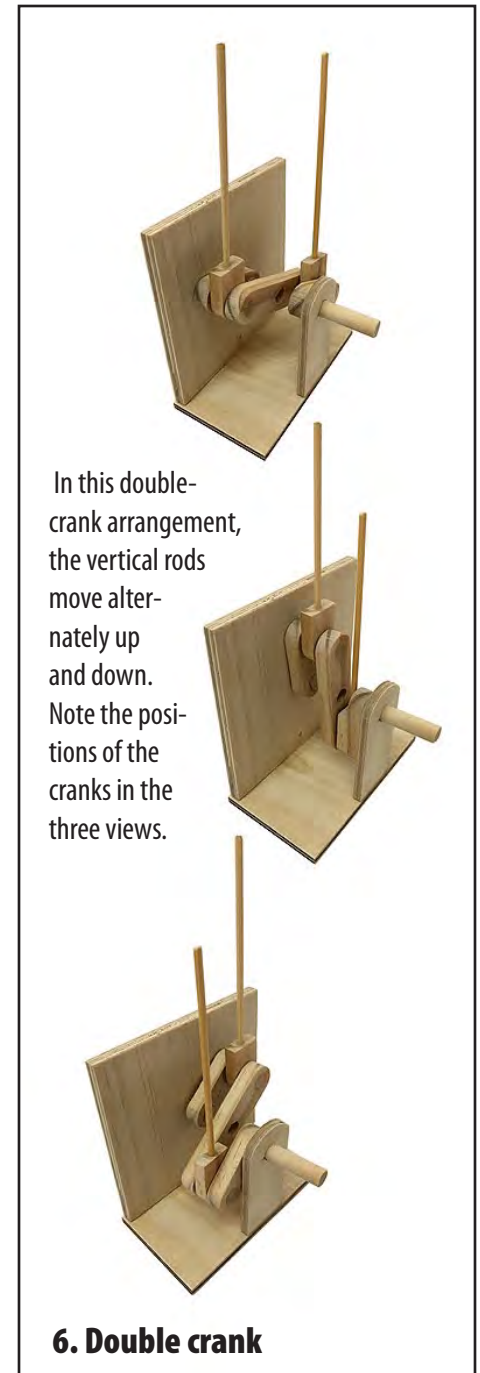 In this double-
crank arrangement,
the vertical rods
move alter-
nately up
and down.
Note the posi-
tions of the
cranks in the
three views.
6. Double crank